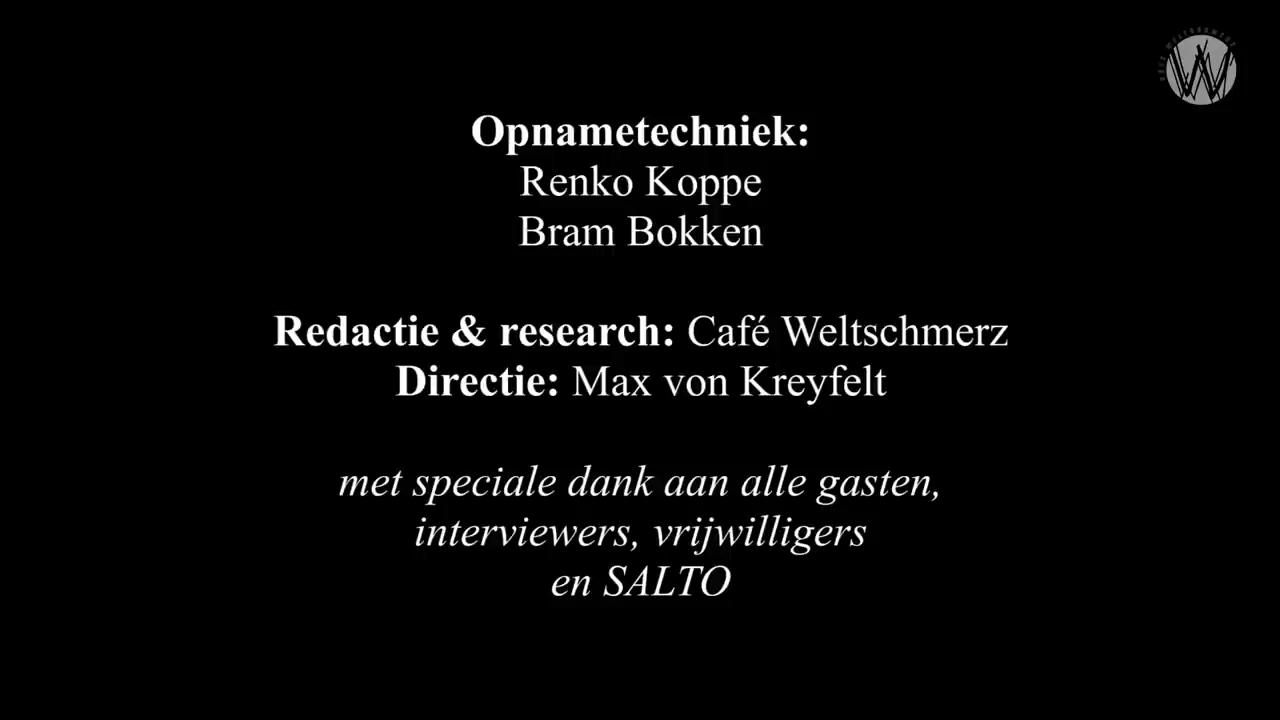 Opnametechniek:
Renko Koppe
Bram Bokken
Redactie & research: Café Weltschmerz
Directie: Max von Kreyfelt
met speciale dank aan alle gasten,
interviewers, vrijwilligers
en SALTO